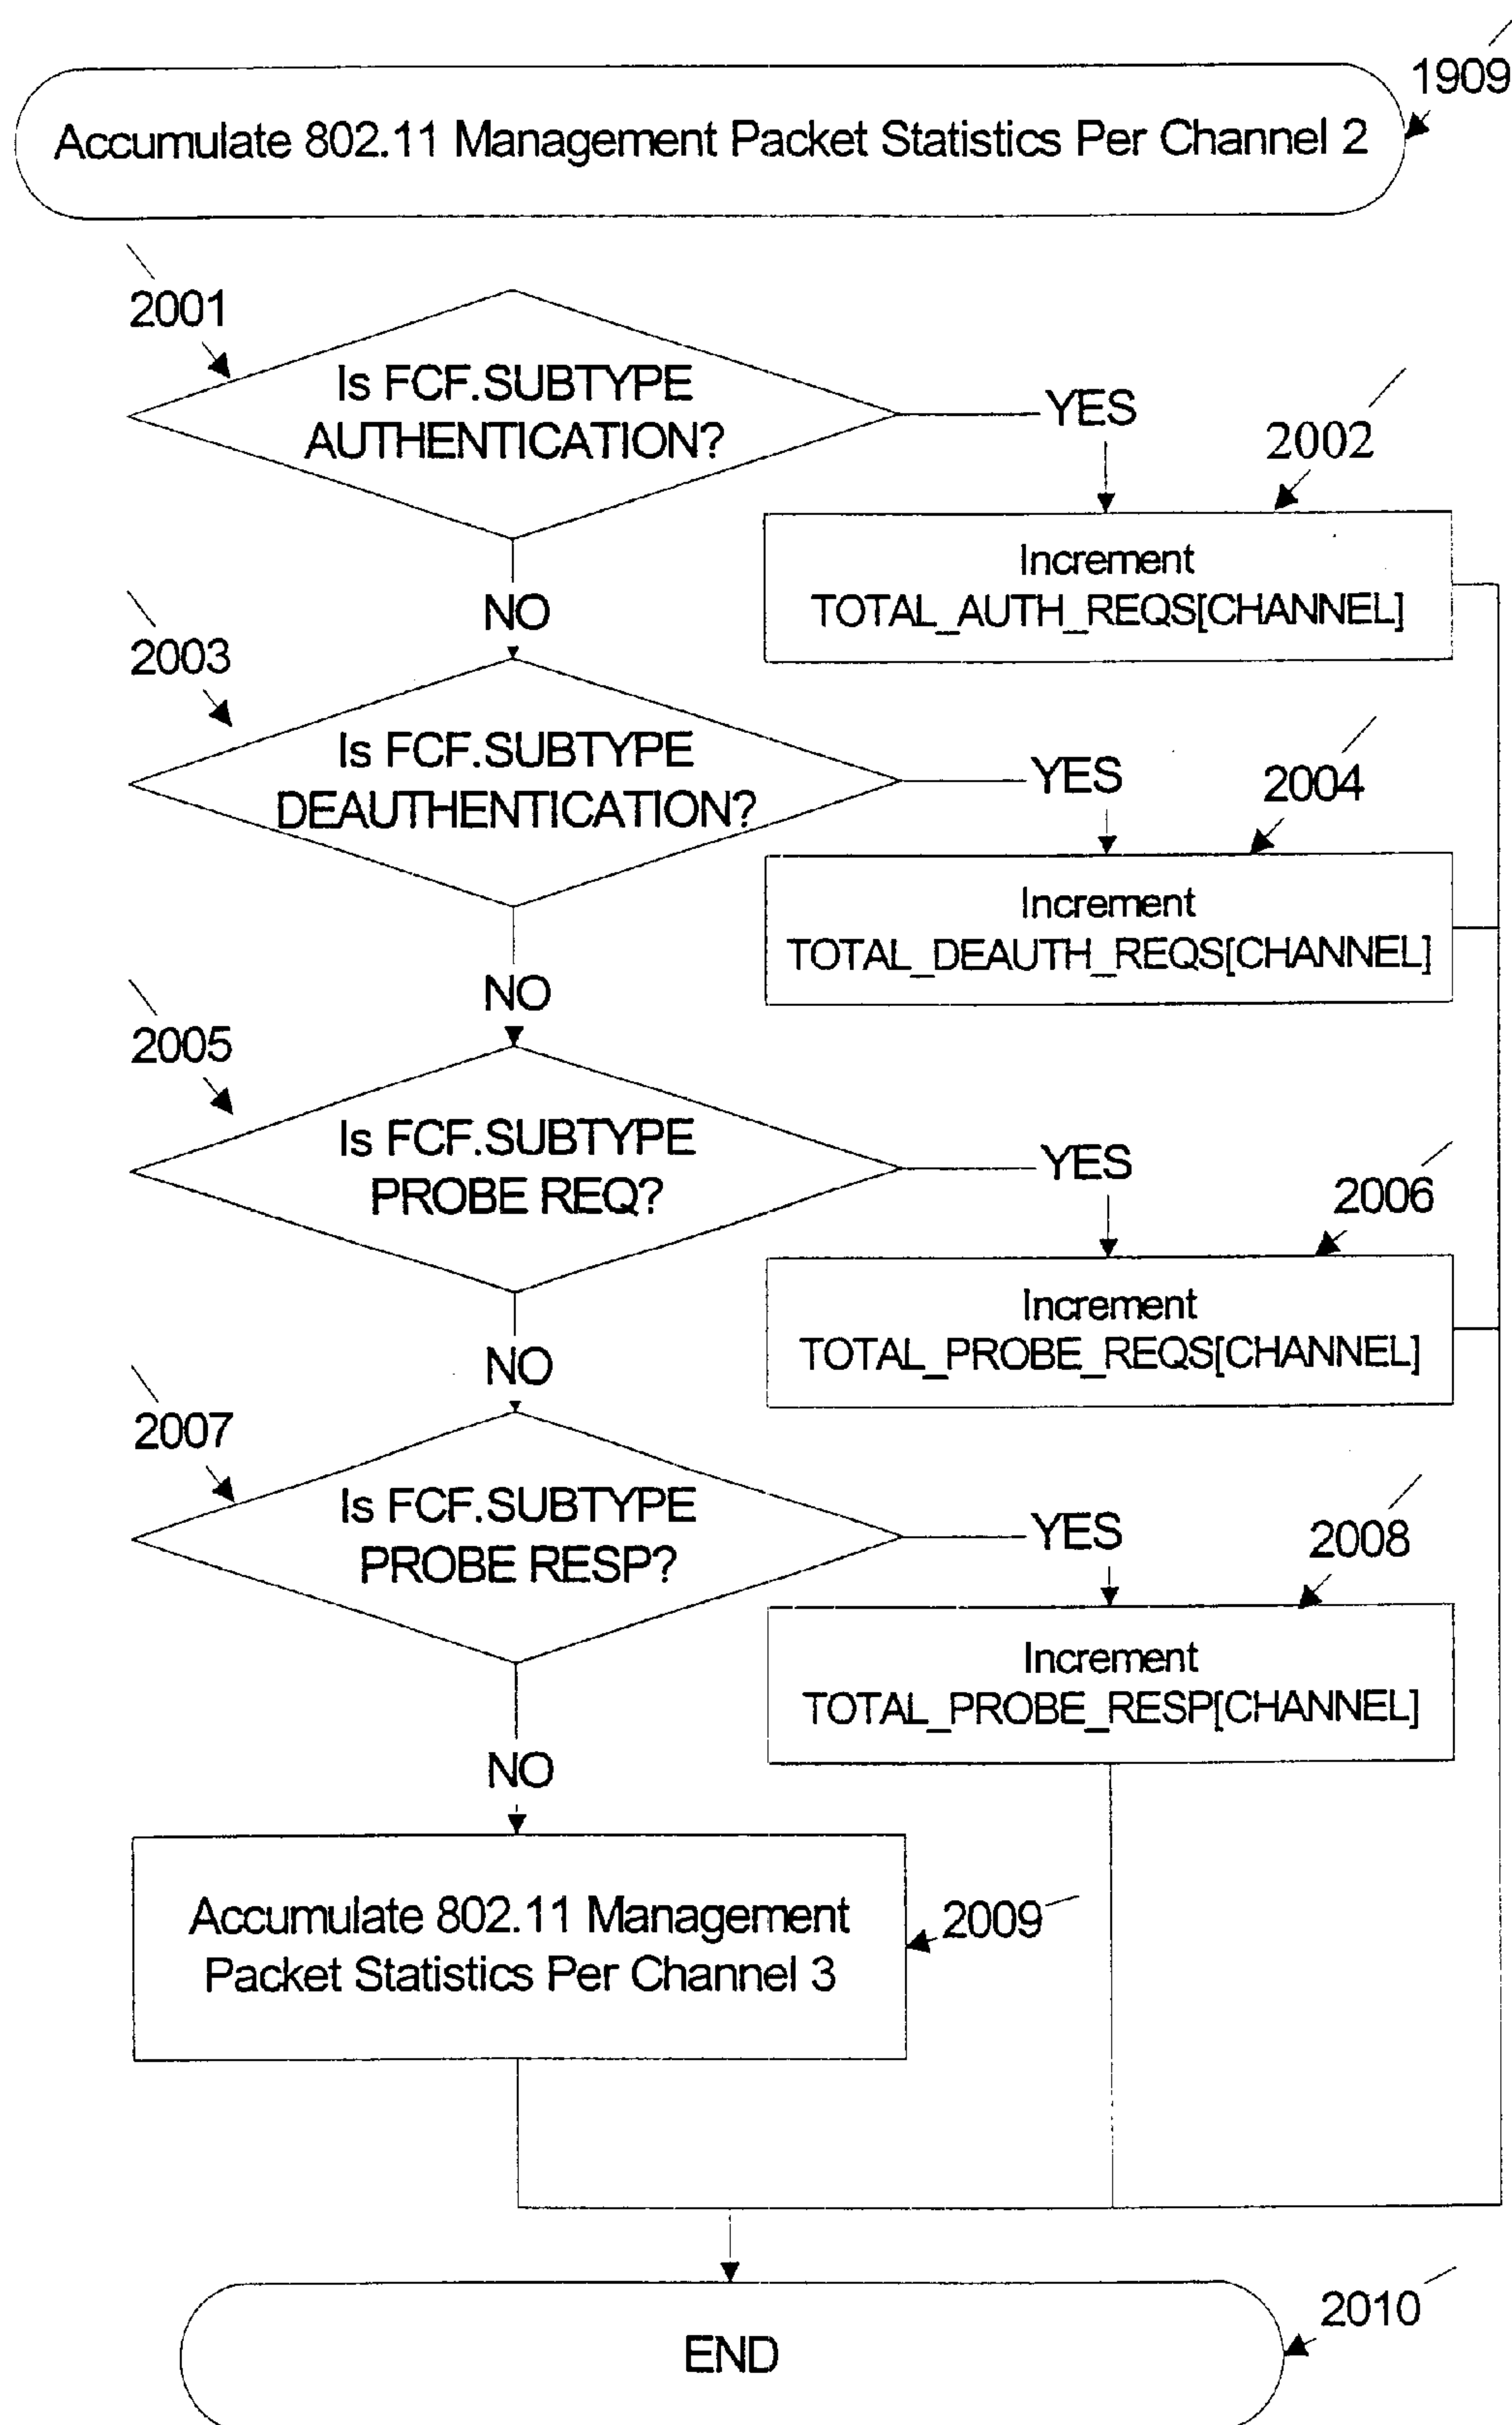 1909
Accumulate 802.11 Management Packet Statistics Per Channel 2
2001
Is FCF.SUBTYPE
AUTHENTICATION?
YES
2002
Increment
TOTAL_AUTH_REQS[CHANNEL]
NO
2003
Is FCF.SUBTYPE
DEAUTHENTICATION?
YES
2004
Increment
TOTAL_DEAUTH_REQS[CHANNEL]
NO
2005
Is FCF.SUBTYPE
PROBE REQ?
YES
2006
Increment
TOTAL_PROBE_REQS[CHANNEL]
NO
2007
Is FCF.SUBTYPE
PROBE RESP?
YES
2008
Increment
TOTAL_PROBE_RESP[CHANNEL]
NO
Accumulate 802.11 Management
Packet Statistics Per Channel 3
2009
2010
END